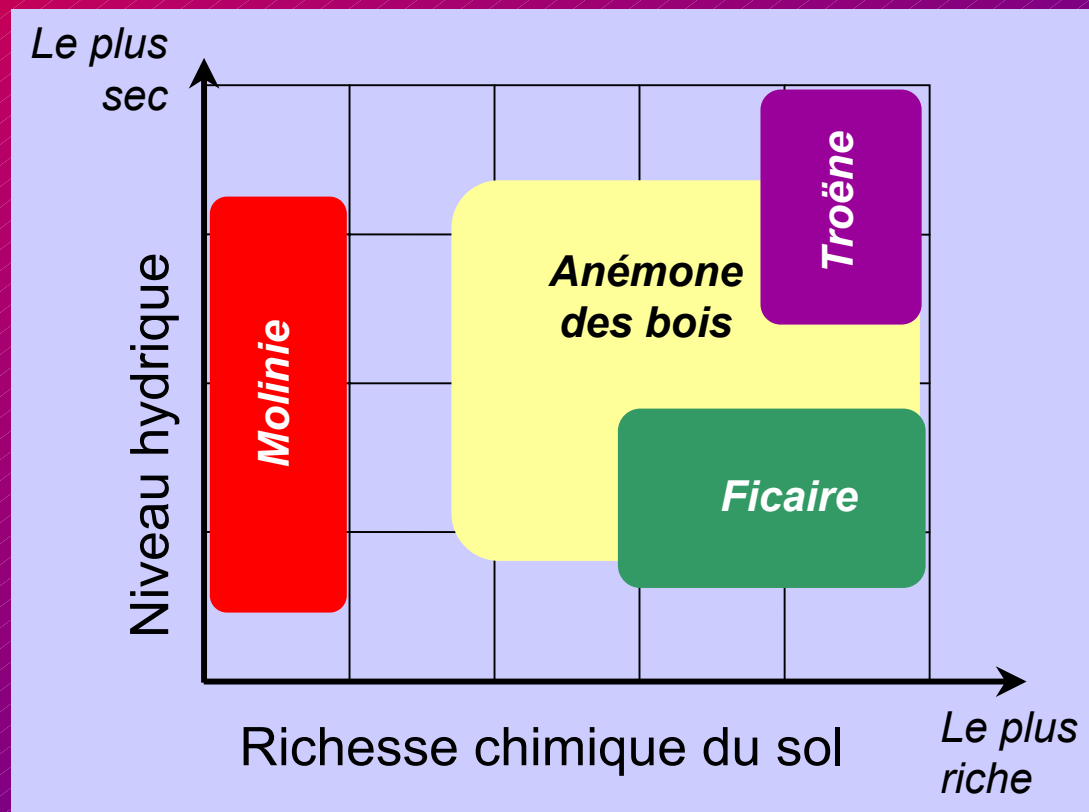 Le plus
sec
Niveau hydrique
Molinie
Anémone
des bois
Troëne
Ficaire
Richesse chimique du sol
Le plus
riche